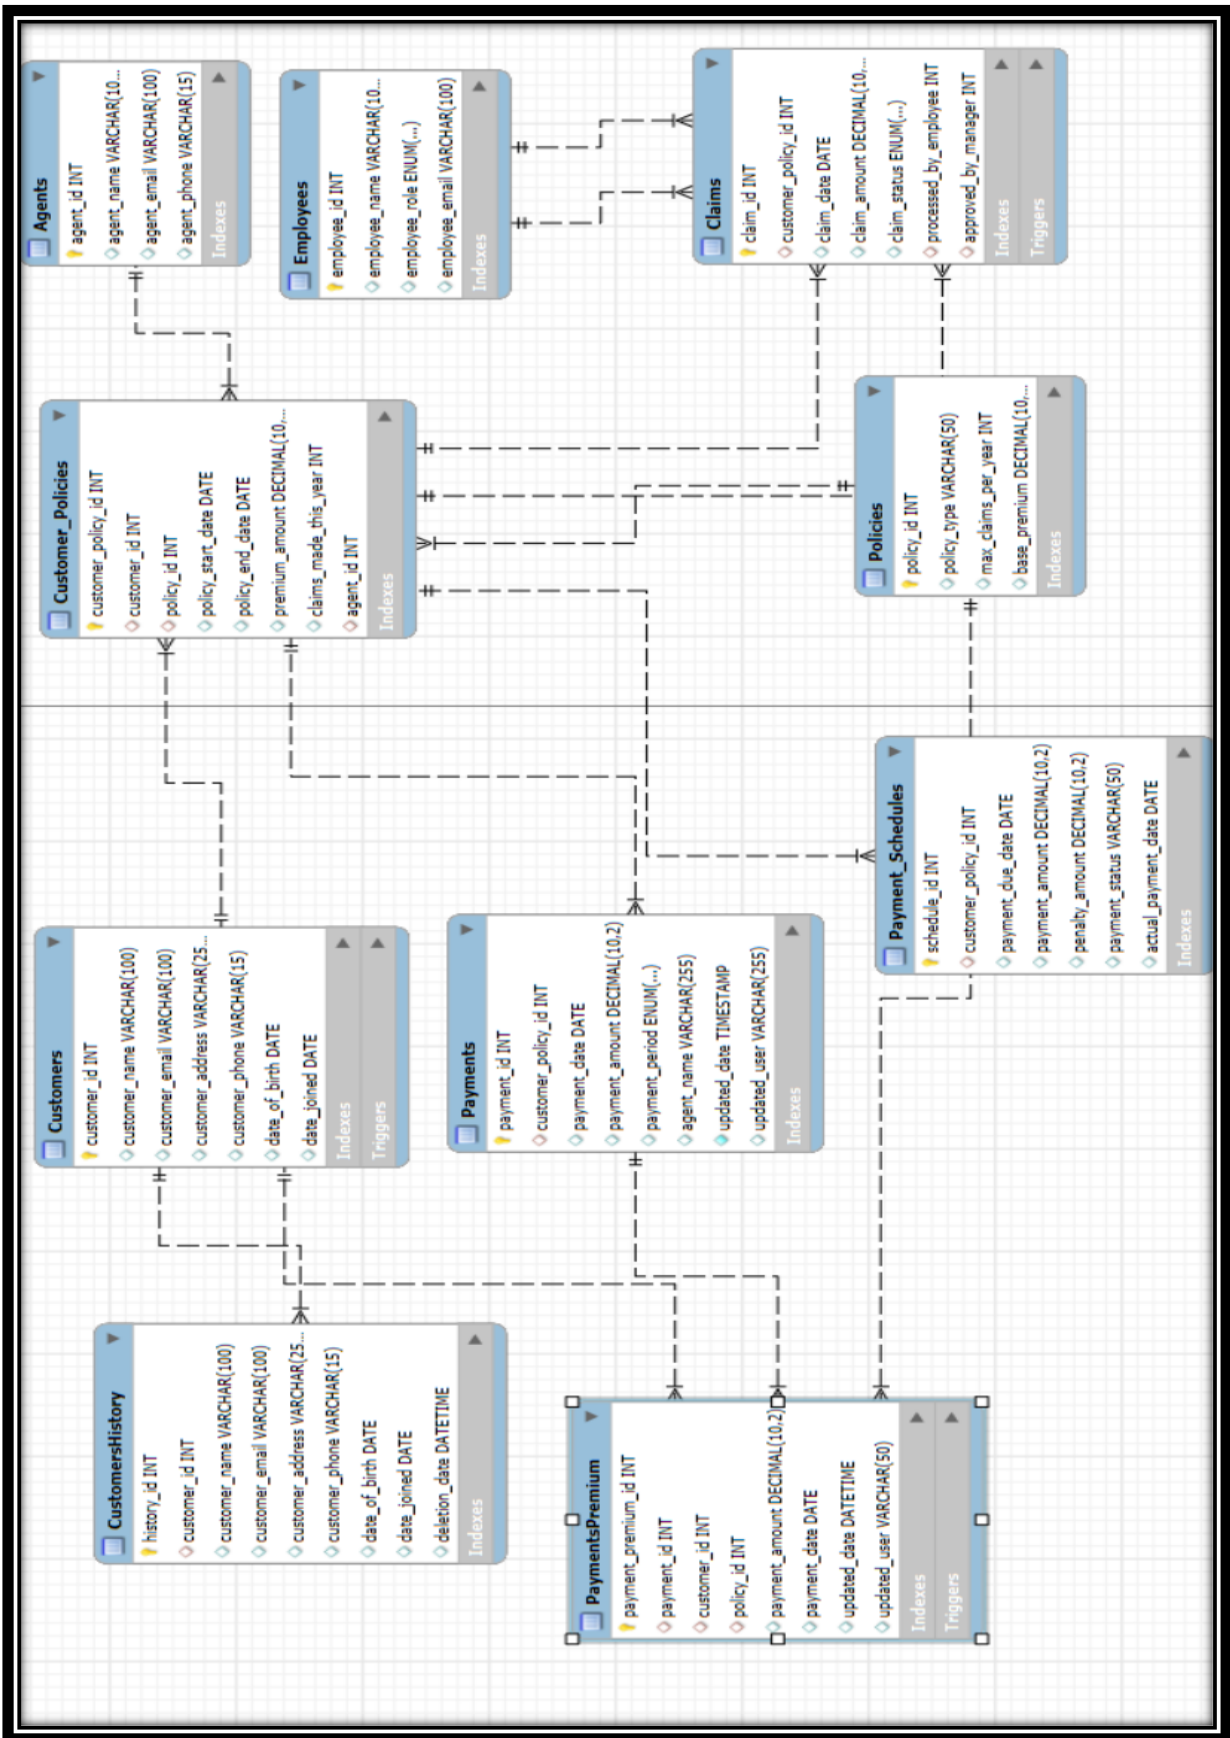 CustomersHistory
history_id INT
customer_id INT
customer_name VARCHAR(100)
customer_email VARCHAR(100)
customer_address VARCHAR(25...
customer_phone VARCHAR(15)
date_of_birth DATE
date_joined DATE
deletion_date DATETIME
Indexes
Customers
customer_id INT
customer_name VARCHAR(100)
customer_email VARCHAR(100)
customer_address VARCHAR(25...
customer_phone VARCHAR(15)
date_of_birth DATE
date_joined DATE
Indexes
Triggers
Customer_Policies
customer_policy_id INT
customer_id INT
policy_id INT
policy_start_date DATE
policy_end_date DATE
premium_amount DECIMAL(10,...
claims_made_this_year INT
agent_id INT
Indexes
Agents
agent_id INT
agent_name VARCHAR(10...
agent_email VARCHAR(100)
agent_phone VARCHAR(15)
Indexes
Employees
employee_id INT
employee_name VARCHAR(10...
employee_role ENUM(...)
employee_email VARCHAR(100)
Indexes
PaymentsPremium
payment_premium_id INT
payment_id INT
customer_id INT
policy_id INT
payment_amount DECIMAL(10,2)
payment_date DATE
updated_date DATETIME
updated_user VARCHAR(50)
Indexes
Triggers
Payments
payment_id INT
customer_policy_id INT
payment_date DATE
payment_amount DECIMAL(10,2)
payment_period ENUM(...)
agent_name VARCHAR(255)
updated_date TIMESTAMP
updated_user VARCHAR(255)
Indexes
Payment_Schedules
schedule_id INT
customer_policy_id INT
payment_due_date DATE
payment_amount DECIMAL(10,2)
penalty_amount DECIMAL(10,2)
payment_status VARCHAR(50)
actual_payment_date DATE
Indexes
Policies
policy_id INT
policy_type VARCHAR(50)
max_claims_per_year INT
base_premium DECIMAL(10,...
Indexes
Claims
claim_id INT
customer_policy_id INT
claim_date DATE
claim_amount DECIMAL(10,...
claim_status ENUM(...)
processed_by_employee INT
approved_by_manager INT
Indexes
Triggers